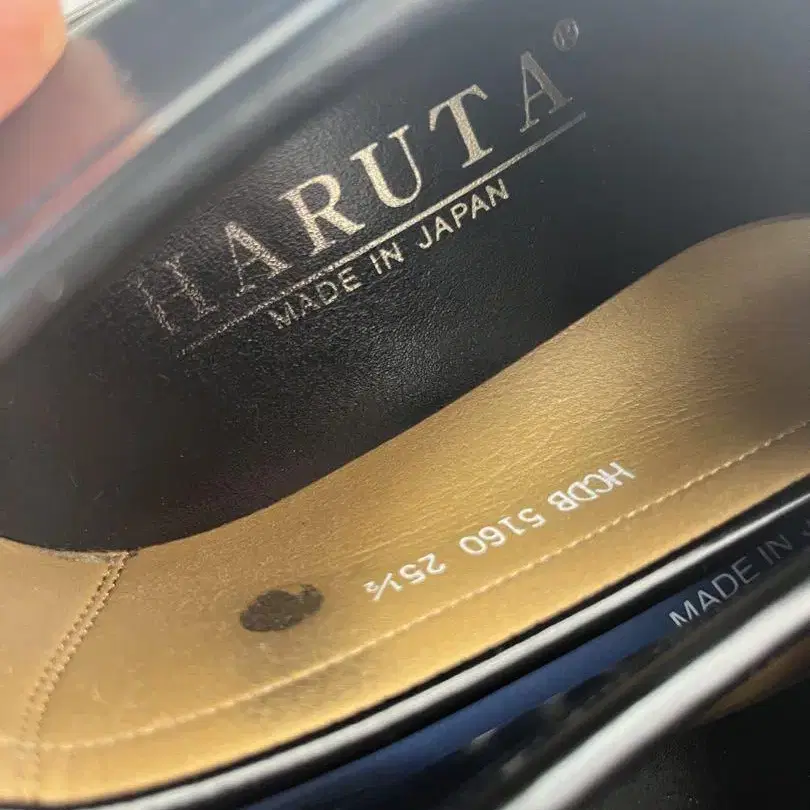 HARUTA®
MADE IN JAPAN
HCDB 5160 25½
MADE IN